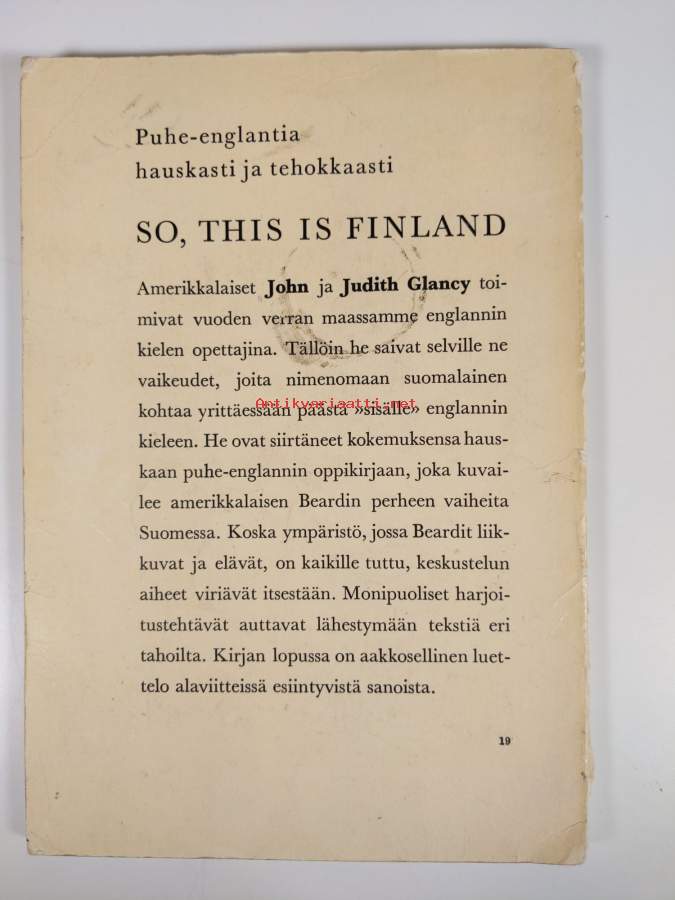 Puhe-englantia
hauskasti ja tehokkaasti
SO, THIS IS FINLAND
Amerikkalaiset John ja Judith Glancy toi-
mivat vuoden verran maassamme englannin
kielen opettajina. Tällöin he saivat selville ne
vaikeudet, joita nimenomaan suomalainen
kohtaa yrittäessään päästä »sisälle» englannin
Antikvariaatti.net
kieleen. He ovat siirtäneet kokemuksensa haus-
kaan puhe-englannin oppikirjaan, joka kuvai-
lee amerikkalaisen Beardin perheen vaiheita
Suomessa. Koska ympäristö, jossa Beardit liik-
kuvat ja elävät, on kaikille tuttu, keskustelun
aiheet viriävät itsestään. Monipuoliset harjoi-
tustehtävät auttavat lähestymään tekstiä eri
tahoilta. Kirjan lopussa on aakkosellinen luet-
telo alaviitteissä esiintyvistä sanoista.
19